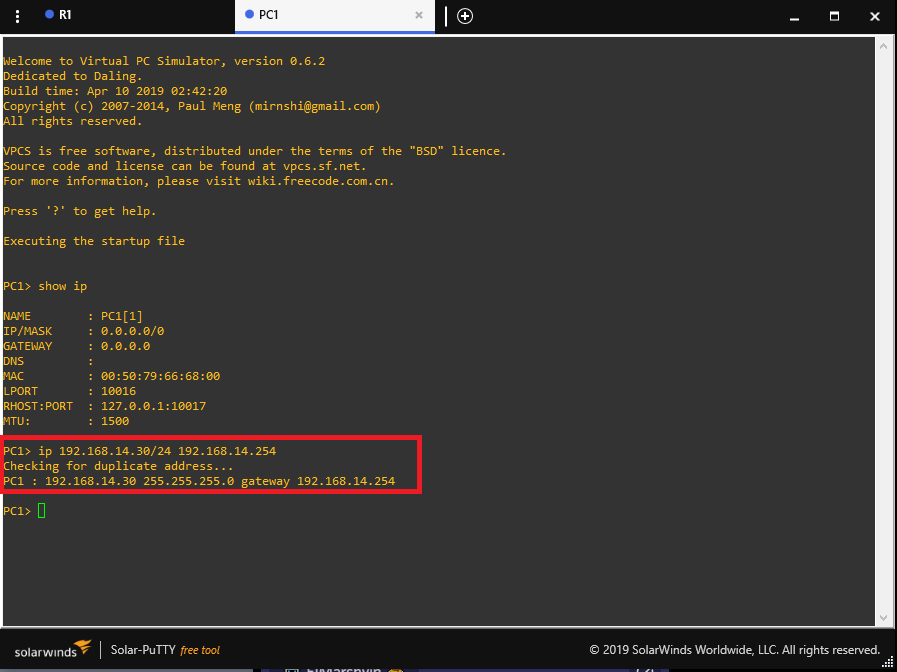 R1
PC1
Welcome to Virtual PC Simulator, version 0.6.2
Dedicated to Daling.
Build time: Apr 10 2019 02:42:20
Copyright (c) 2007-2014, Paul Meng (mirnshi@gmail.com)
All rights reserved.
VPCS is free software, distributed under the terms of the "BSD" licence.
Source code and license can be found at vpcs.sf.net.
For more information, please visit wiki.freecode.com.cn.
Press '?' to get help.
Executing the startup file
PC1> show ip
NAME        : PC1[1]
IP/MASK     : 0.0.0.0/0
GATEWAY     : 0.0.0.0
DNS         :
MAC         : 00:50:79:66:68:00
LPORT       : 10016
RHOST:PORT  : 127.0.0.1:10017
MTU:        : 1500
PC1> ip 192.168.14.30/24 192.168.14.254
Checking for duplicate address...
PC1 : 192.168.14.30 255.255.255.0 gateway 192.168.14.254
PC1>
solarwinds Solar-PuTTY free tool © 2019 SolarWinds Worldwide, LLC. All rights reserved.